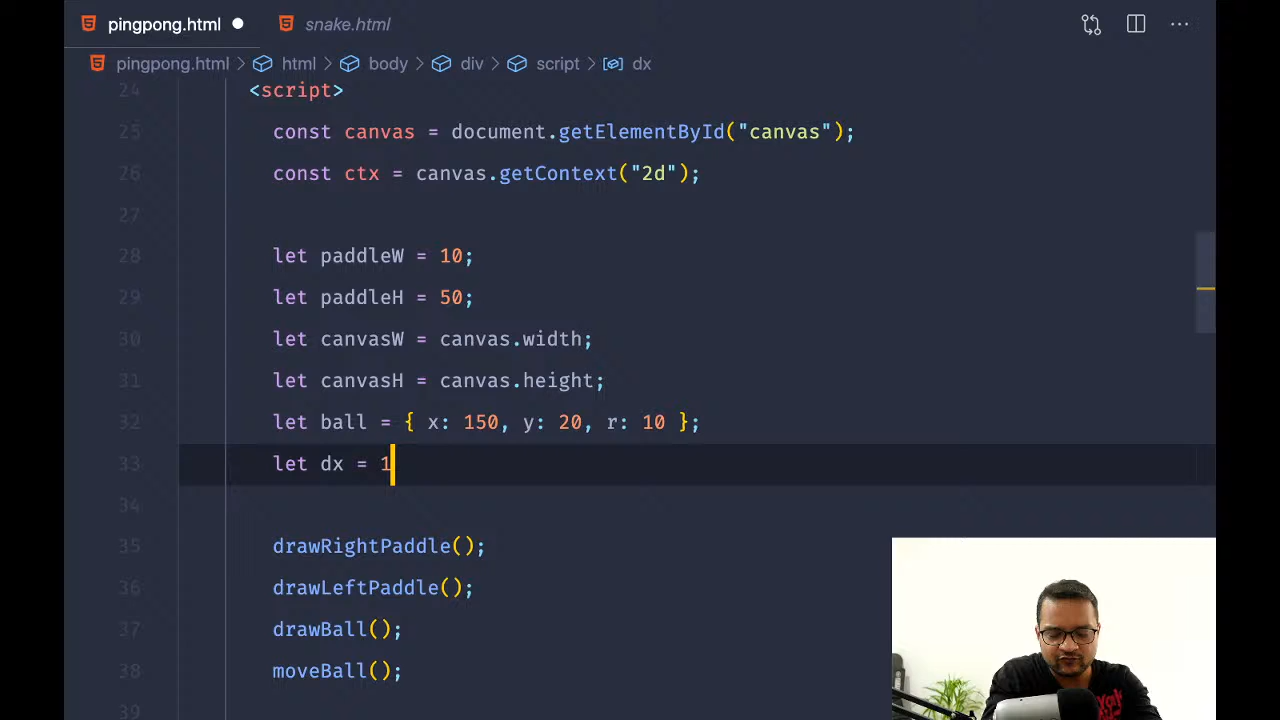 pingpong.html
snake.html
pingpong.html > html > body > div > script > dx
24 <script>
25 const canvas = document.getElementById("canvas");
26 const ctx = canvas.getContext("2d");
27
28 let paddleW = 10;
29 let paddleH = 50;
30 let canvasW = canvas.width;
31 let canvasH = canvas.height;
32 let ball = { x: 150, y: 20, r: 10 };
33 let dx = 1
34
35 drawRightPaddle();
36 drawLeftPaddle();
37 drawBall();
38 moveBall();
39